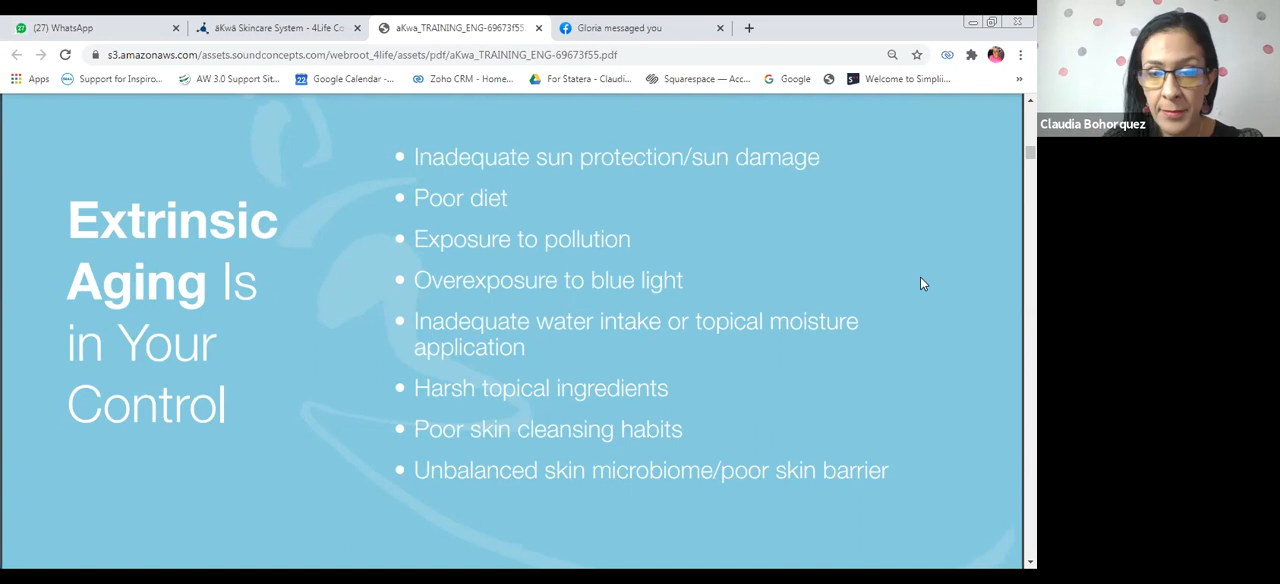 (27) WhatsApp
äKwä Skincare System - 4Life Co
aKwa_TRAINING_ENG-69673f55.
Gloria messaged you
s3.amazonaws.com/assets.soundconcepts.com/webroot_4life/assets/pdf/aKwa_TRAINING_ENG-69673f55.pdf
Apps
Support for Inspiro...
AW 3.0 Support Sit...
Google Calendar -...
Zoho CRM - Home...
For Statera - Claudi...
Squarespace — Acc...
Google
Welcome to Simplii...
Claudia Bohorquez
Extrinsic
Aging Is
in Your
Control
• Inadequate sun protection/sun damage
• Poor diet
• Exposure to pollution
• Overexposure to blue light
• Inadequate water intake or topical moisture
application
• Harsh topical ingredients
• Poor skin cleansing habits
• Unbalanced skin microbiome/poor skin barrier